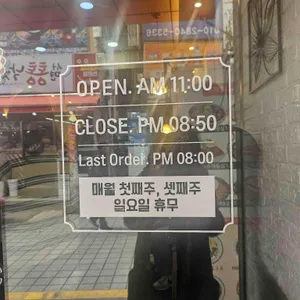 OPEN. AM 11:00
CLOSE. PM 08:50
Last Order. PM 08:00
매월 첫째주, 셋째주
일요일 휴무